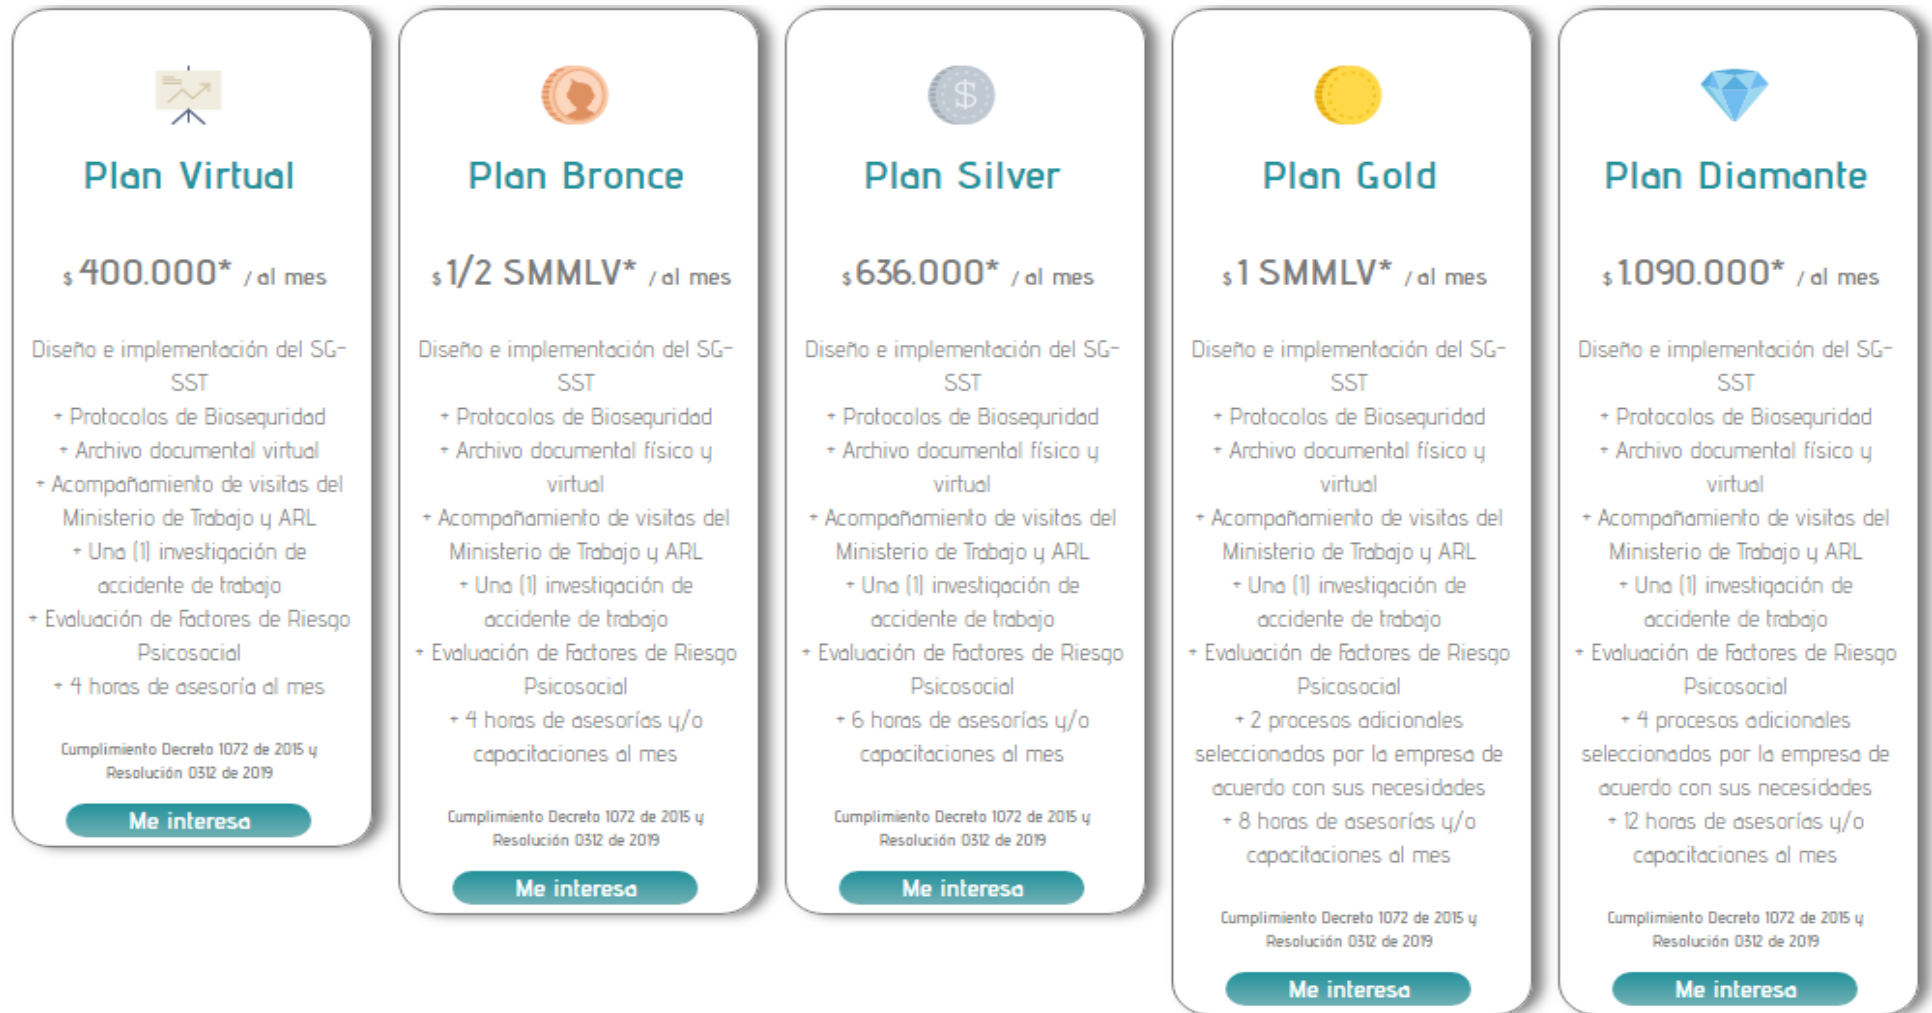 Plan Virtual
$ 400.000* / al mes
Diseño e implementación del SG-
SST
+ Protocolos de Bioseguridad
+ Archivo documental virtual
+ Acompañamiento de visitas del
Ministerio de Trabajo y ARL
+ Una (1) investigación de
accidente de trabajo
+ Evaluación de Factores de Riesgo
Psicosocial
+ 4 horas de asesoría al mes
Cumplimiento Decreto 1072 de 2015 y
Resolución 0312 de 2019
Me interesa
Plan Bronce
$ 1/2 SMMLV* / al mes
Diseño e implementación del SG-
SST
+ Protocolos de Bioseguridad
+ Archivo documental físico y
virtual
+ Acompañamiento de visitas del
Ministerio de Trabajo y ARL
+ Una (1) investigación de
accidente de trabajo
+ Evaluación de Factores de Riesgo
Psicosocial
+ 4 horas de asesorías y/o
capacitaciones al mes
Cumplimiento Decreto 1072 de 2015 y
Resolución 0312 de 2019
Me interesa
$
Plan Silver
$ 636.000* / al mes
Diseño e implementación del SG-
SST
+ Protocolos de Bioseguridad
+ Archivo documental físico y
virtual
+ Acompañamiento de visitas del
Ministerio de Trabajo y ARL
+ Una (1) investigación de
accidente de trabajo
+ Evaluación de Factores de Riesgo
Psicosocial
+ 6 horas de asesorías y/o
capacitaciones al mes
Cumplimiento Decreto 1072 de 2015 y
Resolución 0312 de 2019
Me interesa
Plan Gold
$ 1 SMMLV* / al mes
Diseño e implementación del SG-
SST
+ Protocolos de Bioseguridad
+ Archivo documental físico y
virtual
+ Acompañamiento de visitas del
Ministerio de Trabajo y ARL
+ Una (1) investigación de
accidente de trabajo
+ Evaluación de Factores de Riesgo
Psicosocial
+ 2 procesos adicionales
seleccionados por la empresa de
acuerdo con sus necesidades
+ 8 horas de asesorías y/o
capacitaciones al mes
Cumplimiento Decreto 1072 de 2015 y
Resolución 0312 de 2019
Me interesa
Plan Diamante
$ 1.090.000* / al mes
Diseño e implementación del SG-
SST
+ Protocolos de Bioseguridad
+ Archivo documental físico y
virtual
+ Acompañamiento de visitas del
Ministerio de Trabajo y ARL
+ Una (1) investigación de
accidente de trabajo
+ Evaluación de Factores de Riesgo
Psicosocial
+ 4 procesos adicionales
seleccionados por la empresa de
acuerdo con sus necesidades
+ 12 horas de asesorías y/o
capacitaciones al mes
Cumplimiento Decreto 1072 de 2015 y
Resolución 0312 de 2019
Me interesa